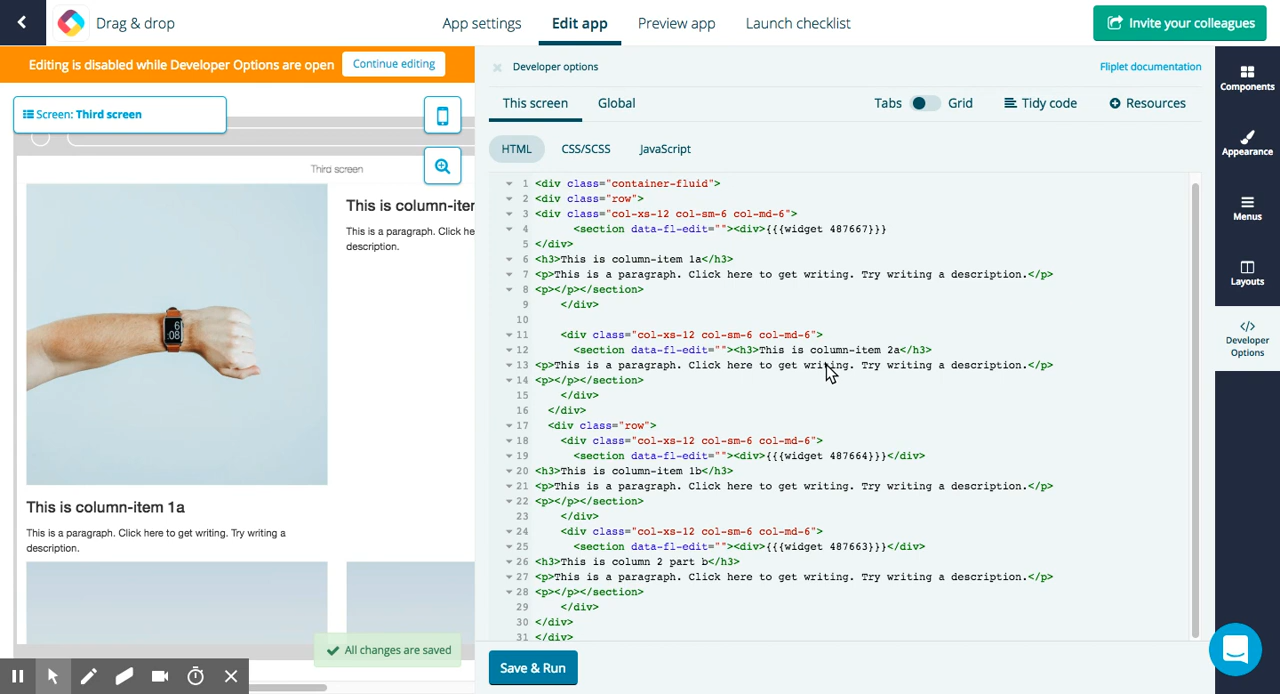 Drag & drop
App settings
Edit app
Preview app
Launch checklist
Invite your colleagues
Editing is disabled while Developer Options are open
Continue editing
Developer options
Fliplet documentation
Screen: Third screen
This screen
Global
Tabs
Grid
Tidy code
Resources
HTML
CSS/SCSS
JavaScript
Third screen
This is column-iter
This is a paragraph. Click he
description.
6
:08
This is column-item 1a
This is a paragraph. Click here to get writing. Try writing a
description.
All changes are saved
1 <div class="container-fluid">
2 <div class="row">
3 <div class="col-xs-12 col-sm-6 col-md-6">
4 <section data-fl-edit=""><div>{{{widget 487667}}}
5 </div>
6 <h3>This is column-item 1a</h3>
7 <p>This is a paragraph. Click here to get writing. Try writing a description.</p>
8 <p></p></section>
9 </div>
10
11 <div class="col-xs-12 col-sm-6 col-md-6">
12 <section data-fl-edit=""><h3>This is column-item 2a</h3>
13 <p>This is a paragraph. Click here to get writing. Try writing a description.</p>
14 <p></p></section>
15 </div>
16 </div>
17 <div class="row">
18 <div class="col-xs-12 col-sm-6 col-md-6">
19 <section data-fl-edit=""><div>{{{widget 487664}}}</div>
20 <h3>This is column-item 1b</h3>
21 <p>This is a paragraph. Click here to get writing. Try writing a description.</p>
22 <p></p></section>
23 </div>
24 <div class="col-xs-12 col-sm-6 col-md-6">
25 <section data-fl-edit=""><div>{{{widget 487663}}}</div>
26 <h3>This is column 2 part b</h3>
27 <p>This is a paragraph. Click here to get writing. Try writing a description.</p>
28 <p></p></section>
29 </div>
30 </div>
31 </div>
Save & Run
Components
Appearance
Menus
Layouts
</>
Developer
Options